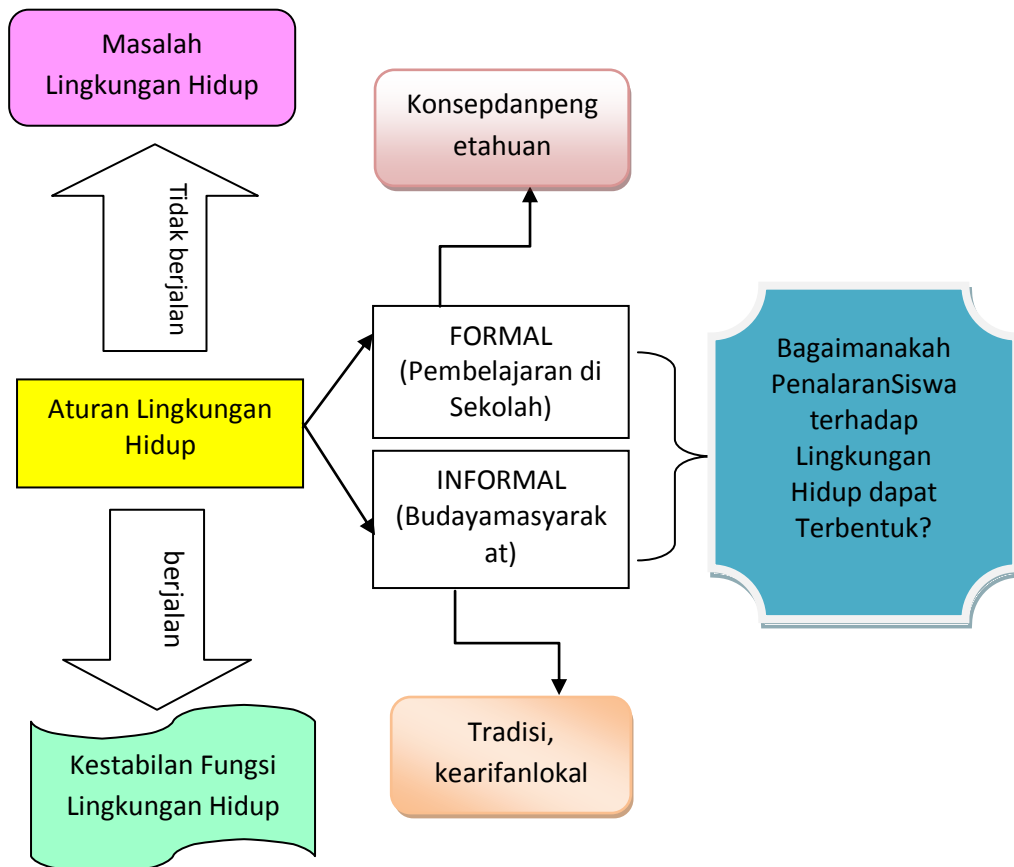 Masalah
Lingkungan Hidup
Tidak berjalan
Aturan Lingkungan
Hidup
berjalan
Kestabilan Fungsi
Lingkungan Hidup
Konsepdanpeng
etahuan
FORMAL
(Pembelajaran di
Sekolah)
INFORMAL
(Budayamasyarak
at)
Tradisi,
kearifanlokal
Bagaimanakah
PenalaranSiswa
terhadap
Lingkungan
Hidup dapat
Terbentuk?